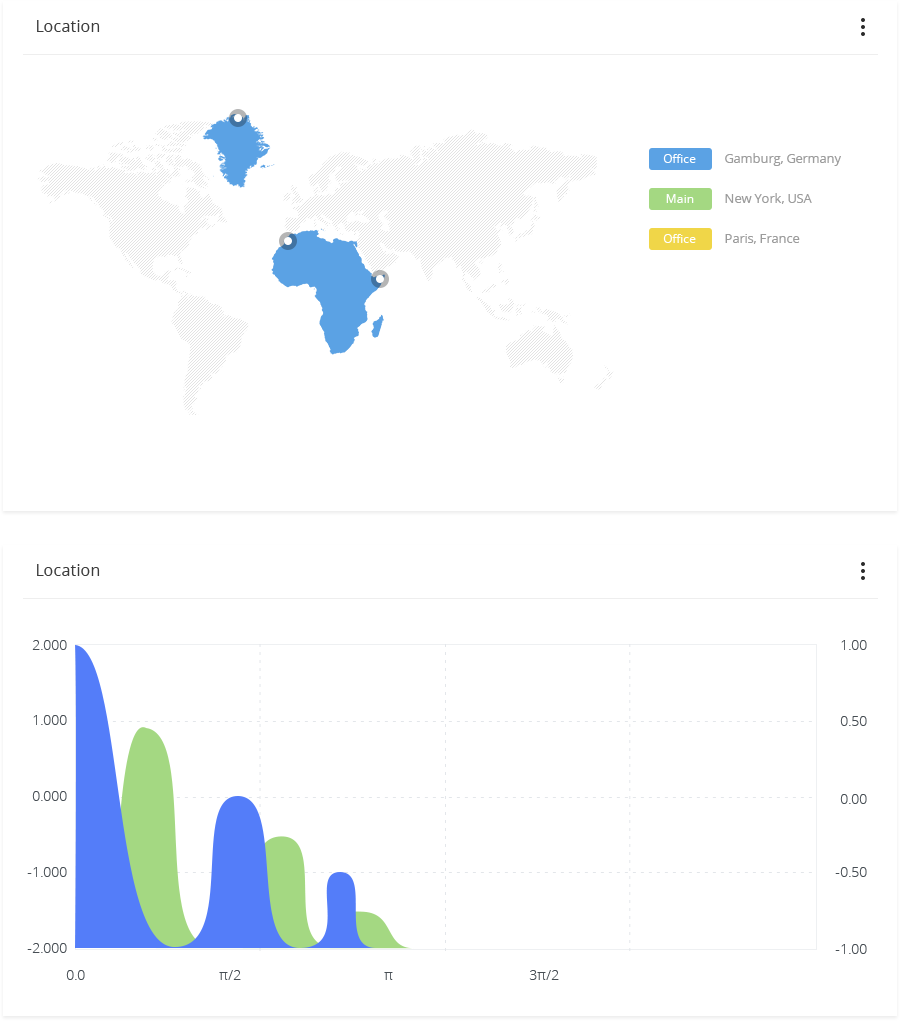 Location
Office Gamburg, Germany
Main New York, USA
Office Paris, France
Location
2.000 1.00
1.000 0.50
0.000 0.00
-1.000 -0.50
-2.000 -1.00
0.0 π/2 π 3π/2